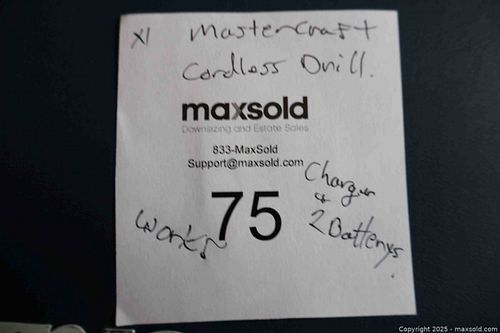 X1 Mastercraft
Cordless Drill.
maxsold
Downsizing and Estate Sales
833-MaxSold
Support@maxsold.com
Charger
+
2 Batterys.
75
works
Copyright 2025 - maxsold.com